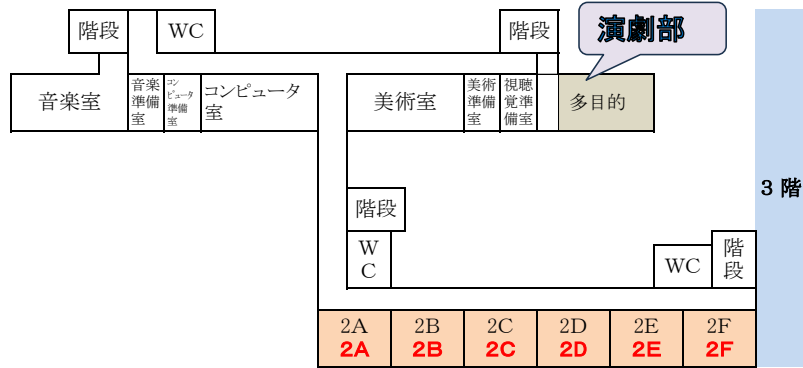 階段
WC
階段
演劇部
音楽室
音楽
準備
室
コン
ピュータ
準備
室
コンピュータ
室
美術室
美術
準備
室
視聴
覚準
備室
多目的
3階
階段
W
C
WC
階
段
2A
2B
2C
2D
2E
2F
2A
2B
2C
2D
2E
2F